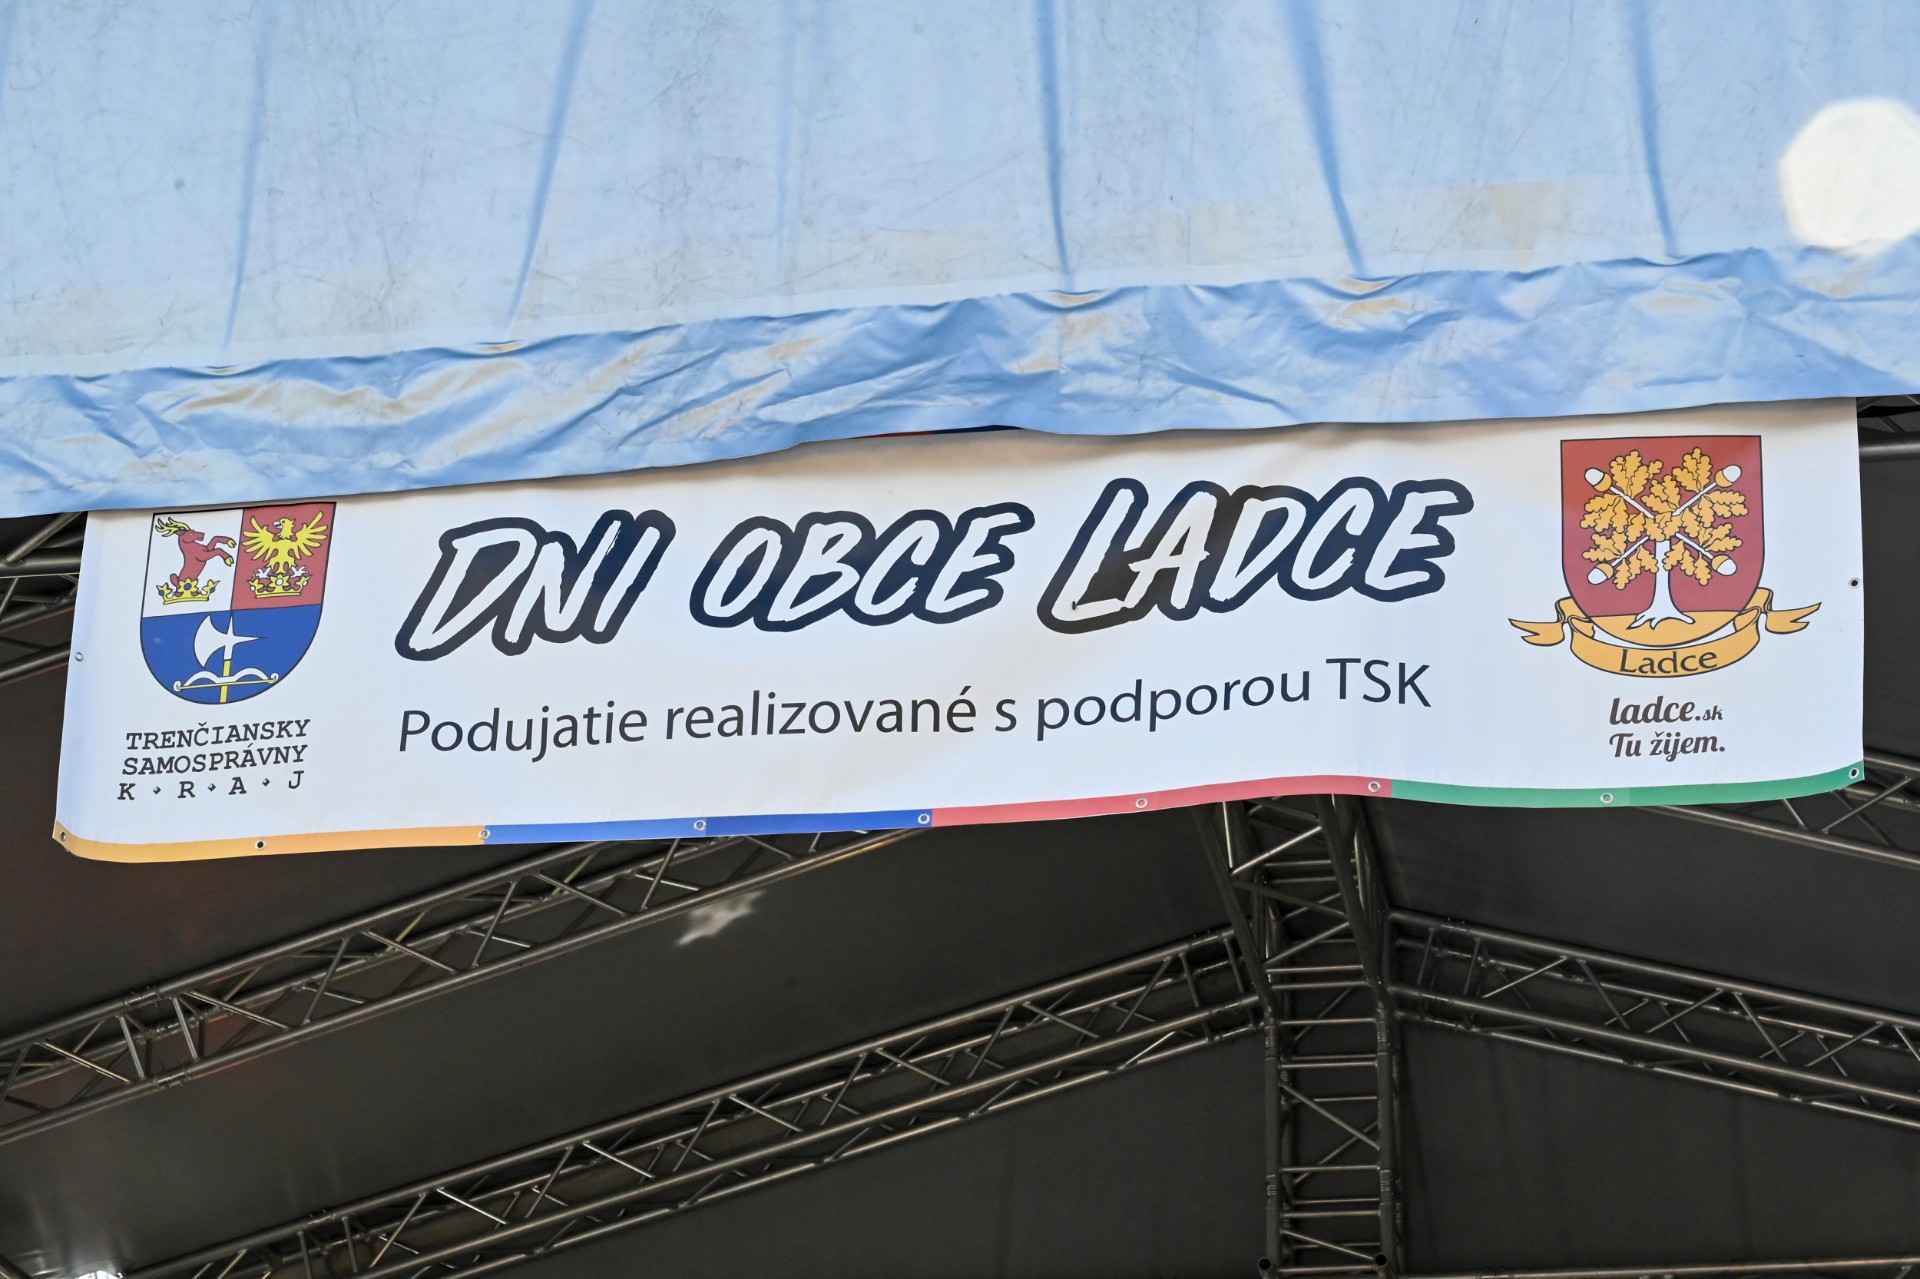 DNI OBCE LADCE
Podujatie realizované s podporou TSK
TRENČIANSKY
SAMOSPRÁVNY
K • R • A • J
Ladce
ladce.sk
Tu žijem.